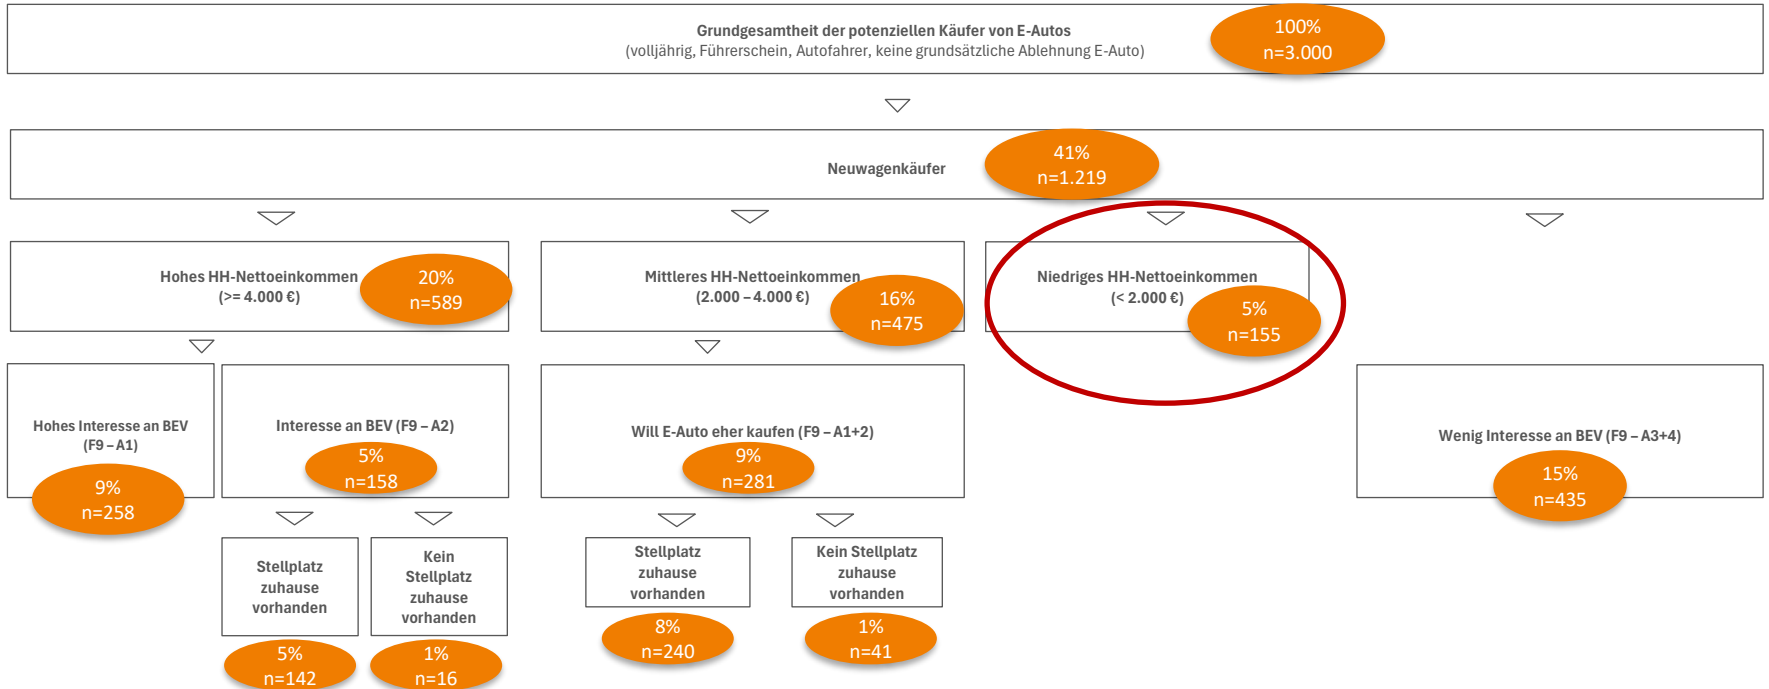 Grundgesamtheit der potenziellen Käufer von E-Autos
(volljährig, Führerschein, Autofahrer, keine grundsätzliche Ablehnung E-Auto)
100%
n=3.000
Neuwagenkäufer
41%
n=1.219
Hohes HH-Nettoeinkommen
(>= 4.000 €)
20%
n=589
Mittleres HH-Nettoeinkommen
(2.000 – 4.000 €)
16%
n=475
Niedriges HH-Nettoeinkommen
(< 2.000 €)
5%
n=155
Hohes Interesse an BEV
(F9 – A1)
9%
n=258
Interesse an BEV (F9 – A2)
5%
n=158
Will E-Auto eher kaufen (F9 – A1+2)
9%
n=281
Wenig Interesse an BEV (F9 – A3+4)
15%
n=435
Stellplatz
zuhause
vorhanden
5%
n=142
Kein
Stellplatz
zuhause
vorhanden
1%
n=16
Stellplatz
zuhause
vorhanden
8%
n=240
Kein Stellplatz
zuhause
vorhanden
1%
n=41